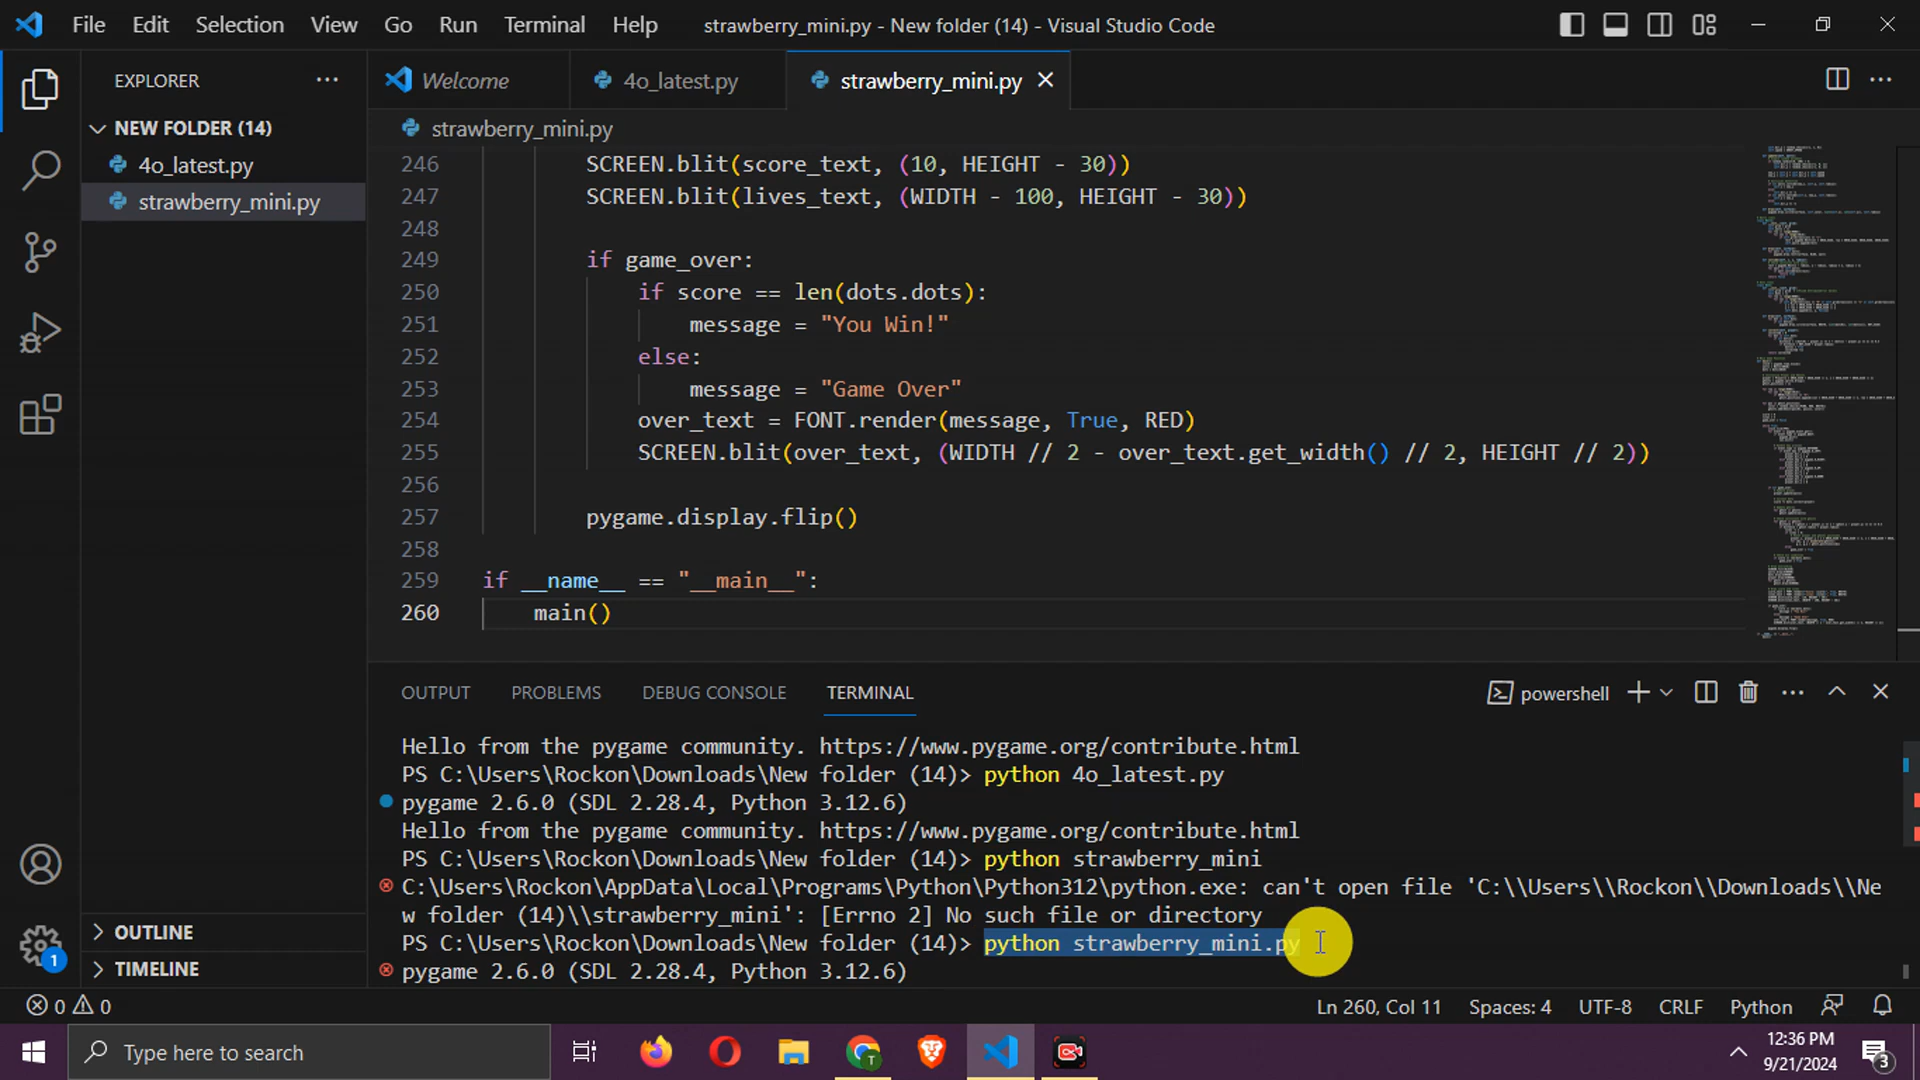 File Edit Selection View Go Run Terminal Help strawberry_mini.py - New folder (14) - Visual Studio Code
EXPLORER
Welcome
4o_latest.py
strawberry_mini.py
NEW FOLDER (14)
4o_latest.py
strawberry_mini.py
strawberry_mini.py
246 SCREEN.blit(score_text, (10, HEIGHT - 30))
247 SCREEN.blit(lives_text, (WIDTH - 100, HEIGHT - 30))
248
249 if game_over:
250 if score == len(dots.dots):
251 message = "You Win!"
252 else:
253 message = "Game Over"
254 over_text = FONT.render(message, True, RED)
255 SCREEN.blit(over_text, (WIDTH // 2 - over_text.get_width() // 2, HEIGHT // 2))
256
257 pygame.display.flip()
258
259 if __name__ == "__main__":
260 main()
OUTPUT PROBLEMS DEBUG CONSOLE TERMINAL powershell
Hello from the pygame community. https://www.pygame.org/contribute.html
PS C:\Users\Rockon\Downloads\New folder (14)> python 4o_latest.py
pygame 2.6.0 (SDL 2.28.4, Python 3.12.6)
Hello from the pygame community. https://www.pygame.org/contribute.html
PS C:\Users\Rockon\Downloads\New folder (14)> python strawberry_mini
C:\Users\Rockon\AppData\Local\Programs\Python\Python312\python.exe: can't open file 'C:\\Users\\Rockon\\Downloads\\Ne
w folder (14)\\strawberry_mini': [Errno 2] No such file or directory
PS C:\Users\Rockon\Downloads\New folder (14)> python strawberry_mini.py
pygame 2.6.0 (SDL 2.28.4, Python 3.12.6)
OUTLINE
TIMELINE
1
0 0 Ln 260, Col 11 Spaces: 4 UTF-8 CRLF Python
Type here to search
T
12:36 PM
9/21/2024
3